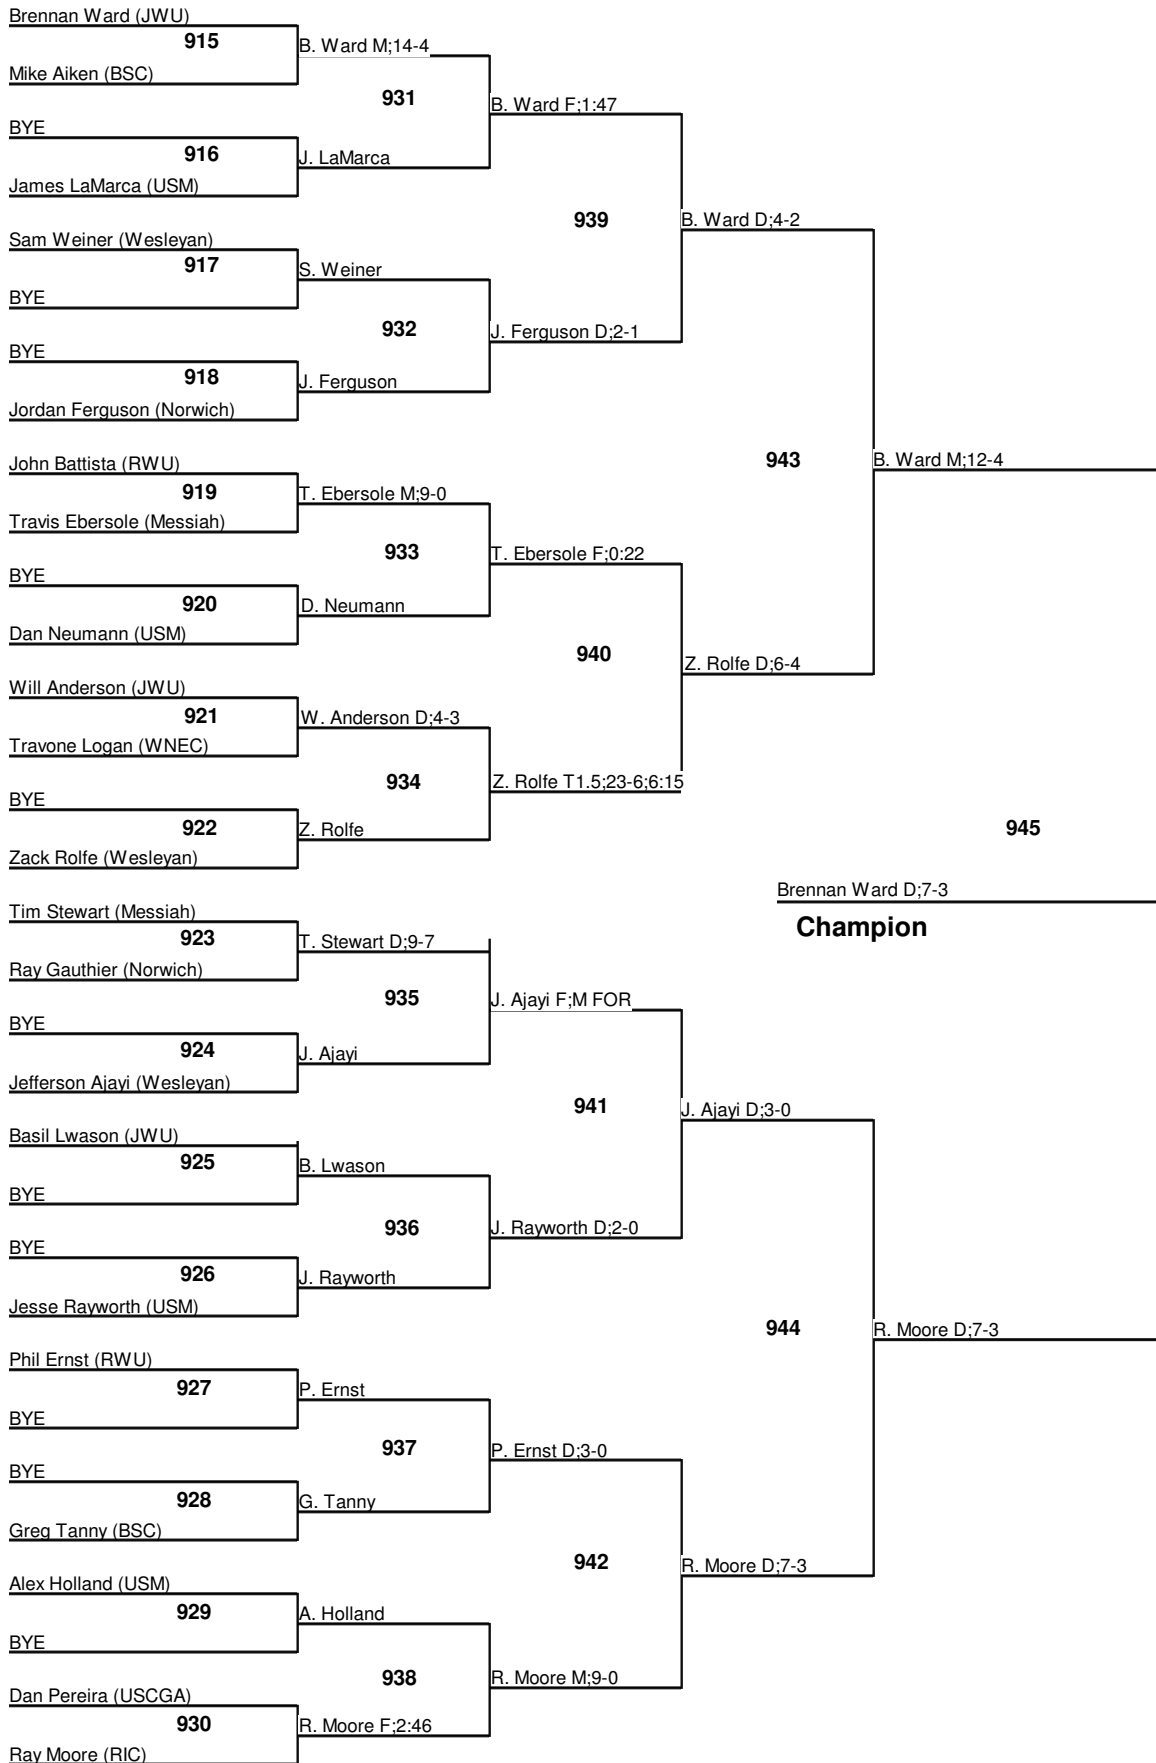 Brennan Ward (JWU)
915
B. Ward M;14-4
Mike Aiken (BSC)
931
B. Ward F;1:47
BYE
916
J. LaMarca
James LaMarca (USM)
939
B. Ward D;4-2
Sam Weiner (Wesleyan)
917
S. Weiner
BYE
932
J. Ferguson D;2-1
BYE
918
J. Ferguson
Jordan Ferguson (Norwich)
943
B. Ward M;12-4
John Battista (RWU)
919
T. Ebersole M;9-0
Travis Ebersole (Messiah)
933
T. Ebersole F;0:22
BYE
920
D. Neumann
Dan Neumann (USM)
940
Z. Rolfe D;6-4
Will Anderson (JWU)
921
W. Anderson D;4-3
Travone Logan (WNEC)
934
Z. Rolfe T1.5;23-6;6:15
BYE
922
Z. Rolfe
Zack Rolfe (Wesleyan)
945
Brennan Ward D;7-3
Champion
Tim Stewart (Messiah)
923
T. Stewart D;9-7
Ray Gauthier (Norwich)
935
J. Ajayi F;M FOR
BYE
924
J. Ajayi
Jefferson Ajayi (Wesleyan)
941
J. Ajayi D;3-0
Basil Lwason (JWU)
925
B. Lwason
BYE
936
J. Rayworth D;2-0
BYE
926
J. Rayworth
Jesse Rayworth (USM)
944
R. Moore D;7-3
Phil Ernst (RWU)
927
P. Ernst
BYE
937
P. Ernst D;3-0
BYE
928
G. Tanny
Greg Tanny (BSC)
942
R. Moore D;7-3
Alex Holland (USM)
929
A. Holland
BYE
938
R. Moore M;9-0
Dan Pereira (USCGA)
930
R. Moore F;2:46
Ray Moore (RIC)